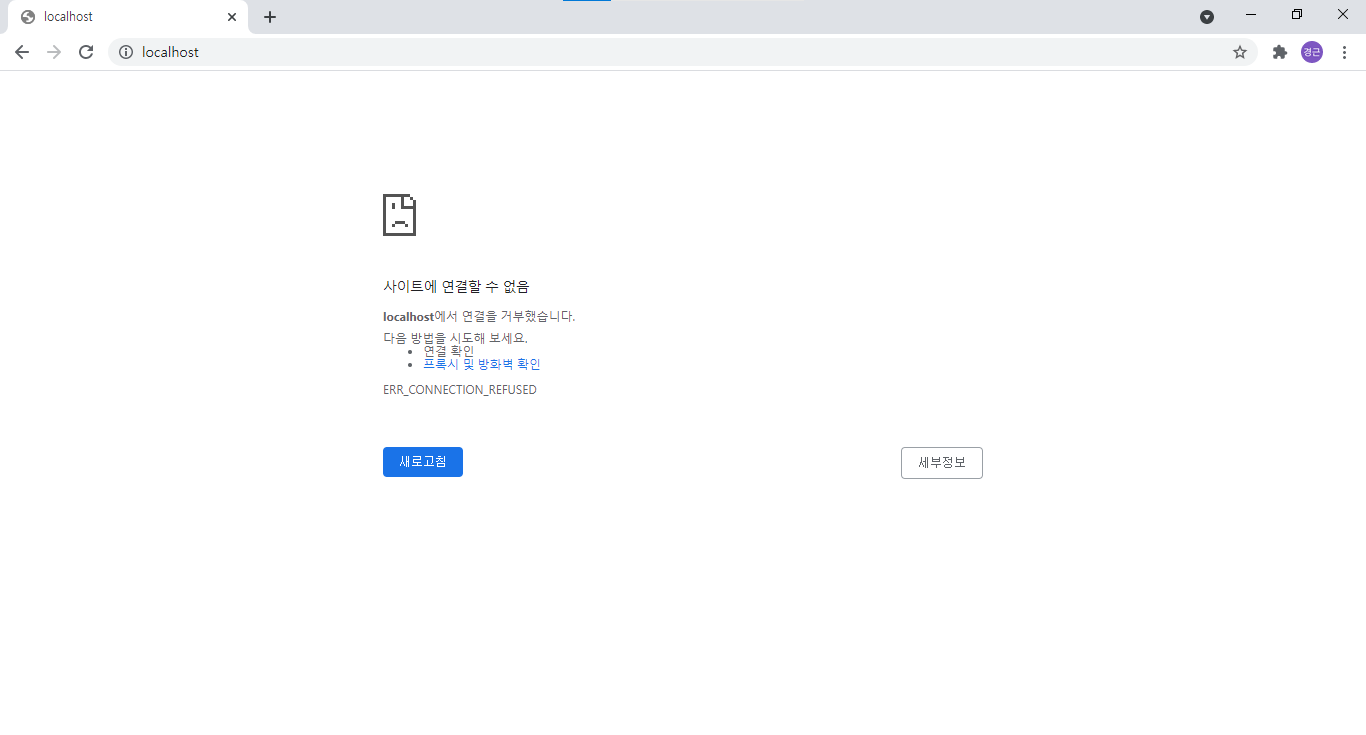 localhost
localhost
경근
사이트에 연결할 수 없음
localhost에서 연결을 거부했습니다.
다음 방법을 시도해 보세요.
연결 확인
프록시 및 방화벽 확인
ERR_CONNECTION_REFUSED
새로고침
세부정보